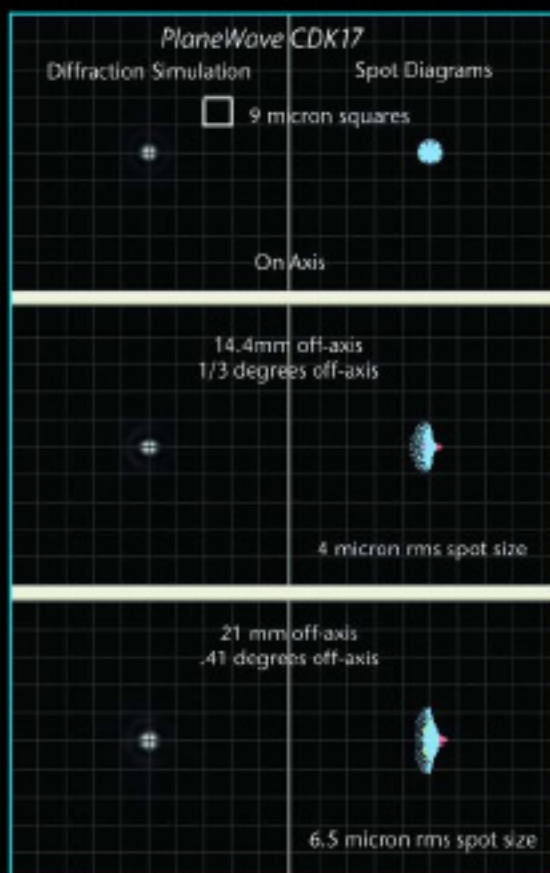 PlaneWave CDK17
Diffraction Simulation
Spot Diagrams
9 micron squares
On Axis
14.4mm off-axis
1/3 degrees off-axis
4 micron rms spot size
21 mm off-axis
.41 degrees off-axis
6.5 micron rms spot size